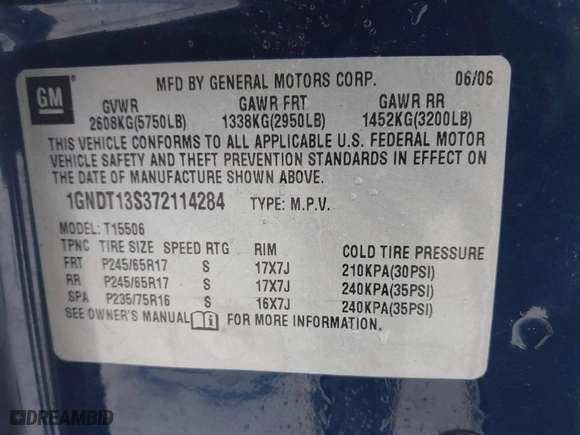 GM
MFD BY GENERAL MOTORS CORP. 06/06
GVWR GAWR FRT GAWR RR
2608KG(5750LB) 1338KG(2950LB) 1452KG(3200LB)
THIS VEHICLE CONFORMS TO ALL APPLICABLE U.S. FEDERAL MOTOR
VEHICLE SAFETY AND THEFT PREVENTION STANDARDS IN EFFECT ON
THE DATE OF MANUFACTURE SHOWN ABOVE.
1GNDT13S372114284 TYPE: M.P.V.
MODEL: T15506
TPNC TIRE SIZE SPEED RTG RIM COLD TIRE PRESSURE
FRT P245/65R17 S 17X7J 210KPA(30PSI)
RR P245/65R17 S 17X7J 240KPA(35PSI)
SPA P235/75R16 S 16X7J 240KPA(35PSI)
SEE OWNER'S MANUAL FOR MORE INFORMATION.
DREAMBID